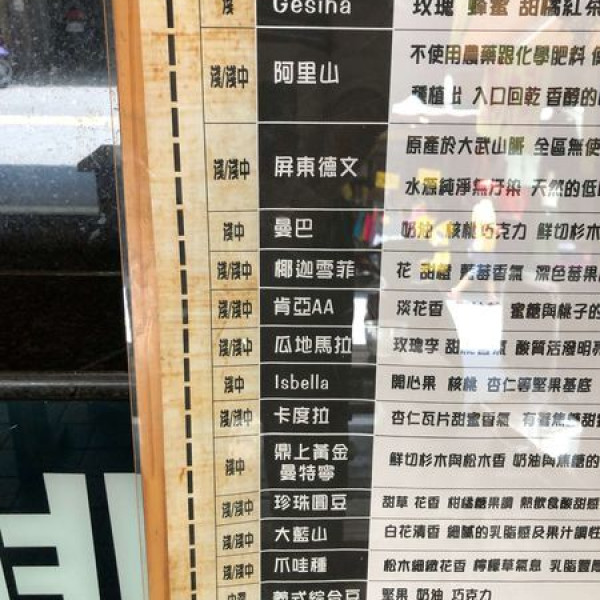 淺 Gesiha 玫瑰 蜂蜜 甜橘紅茶
不使用農藥跟化學肥料
淺/淺中 阿里山
種植出 入口回乾 香醇的
原產於大武山脈 全區無使
淺/淺中 屏東德文
水源純淨無汙染 天然的低
淺中 曼巴 奶油 核桃巧克力 鮮切杉木
淺/淺中 耶迦雪菲 花 甜橙 藍莓香氣 深色莓果
淺/淺中 肯亞AA 淡花香 蜜糖與桃子的
淺/淺中 瓜地馬拉 玫瑰李 酸質活潑明亮
淺中 Isbella 開心果 核桃 杏仁等堅果基底
淺/淺中 卡度拉 杏仁瓦片甜蜜香氣 有著焦糖甜
鼎上黃金
淺中 曼特寧 鮮切杉木與松木香 奶油與焦糖的
淺/淺中 珍珠圓豆 甜草 花香 柑橘糖果調 熱飲食酸甜感
淺/淺中 大藍山 白花清香 細膩的乳脂感及果汁調性
淺/淺中 爪哇種 松木細緻花香 檸檬草氣息 乳脂豐
義式綜合豆 堅果 奶油 巧克力